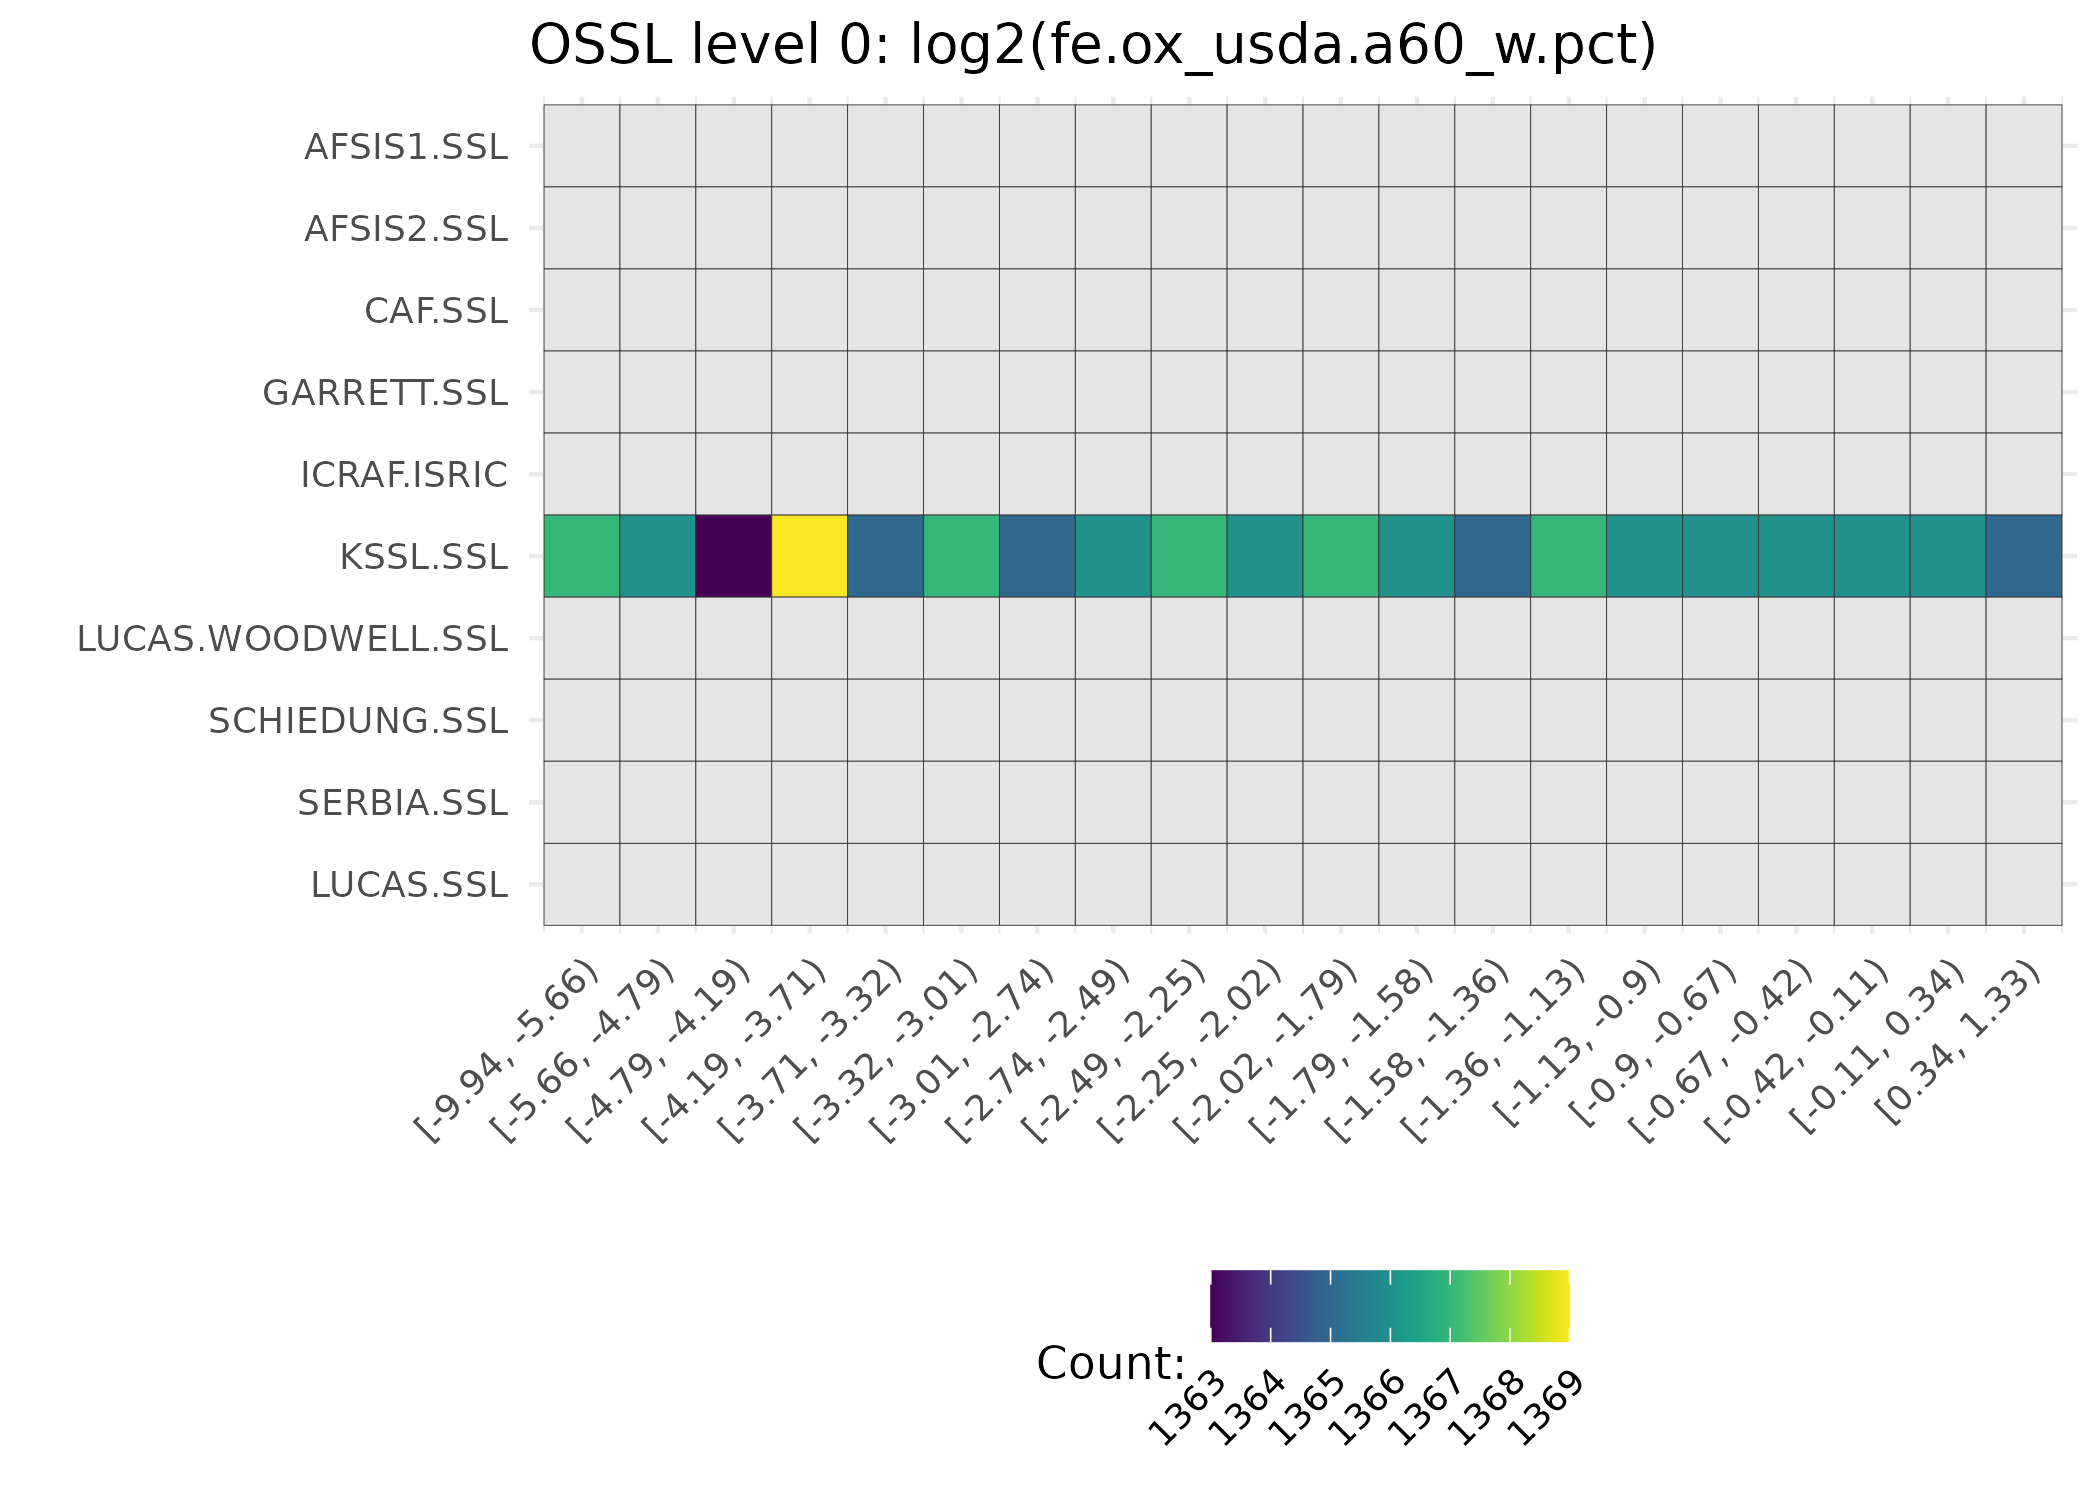 OSSL level 0: log2(fe.ox_usda.a60_w.pct)
AFSIS1.SSL
AFSIS2.SSL
CAF.SSL
GARRETT.SSL
ICRAF.ISRIC
KSSL.SSL
LUCAS.WOODWELL.SSL
SCHIEDUNG.SSL
SERBIA.SSL
LUCAS.SSL
[-9.94, -5.66)
[-5.66, -4.79)
[-4.79, -4.19)
[-4.19, -3.71)
[-3.71, -3.32)
[-3.32, -3.01)
[-3.01, -2.74)
[-2.74, -2.49)
[-2.49, -2.25)
[-2.25, -2.02)
[-2.02, -1.79)
[-1.79, -1.58)
[-1.58, -1.36)
[-1.36, -1.13)
[-1.13, -0.9)
[-0.9, -0.67)
[-0.67, -0.42)
[-0.42, -0.11)
[-0.11, 0.34)
[0.34, 1.33)
Count:
1363
1364
1365
1366
1367
1368
1369